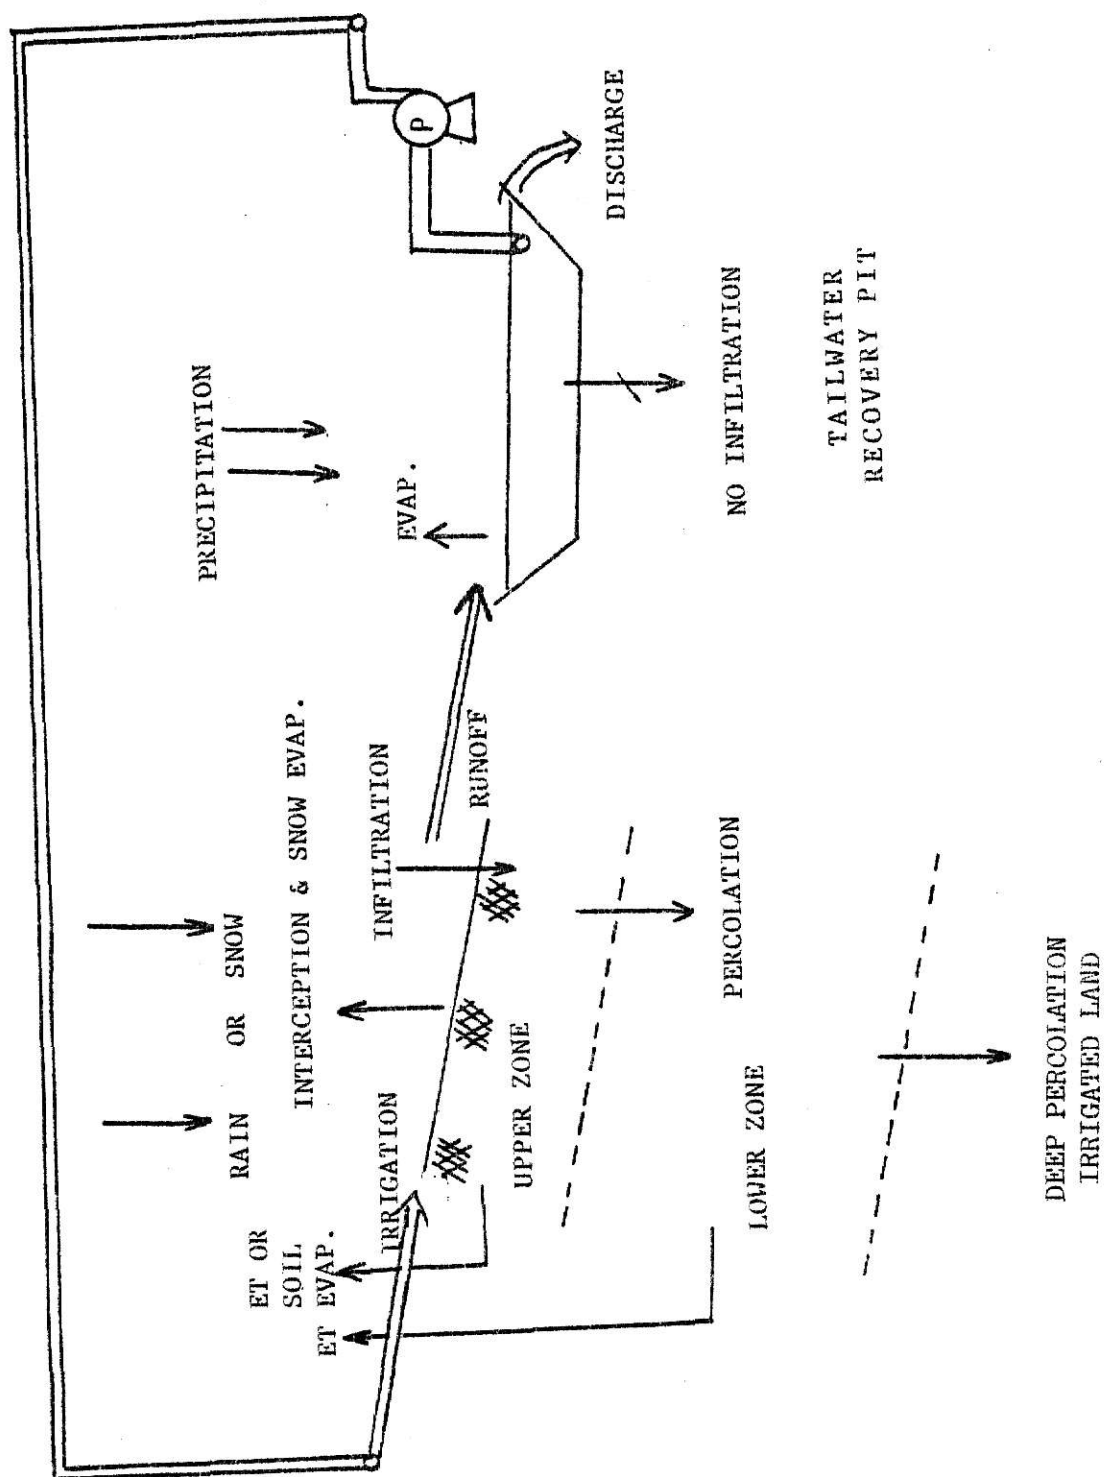 P
PRECIPITATION
RAIN OR SNOW
INTERCEPTION & SNOW EVAP.
ET OR
SOIL
EVAP.
ET
IRRIGATION
INFILTRATION
EVAP.
RUNOFF
DISCHARGE
UPPER ZONE
PERCOLATION
NO INFILTRATION
LOWER ZONE
TAILWATER
RECOVERY PIT
DEEP PERCOLATION
IRRIGATED LAND